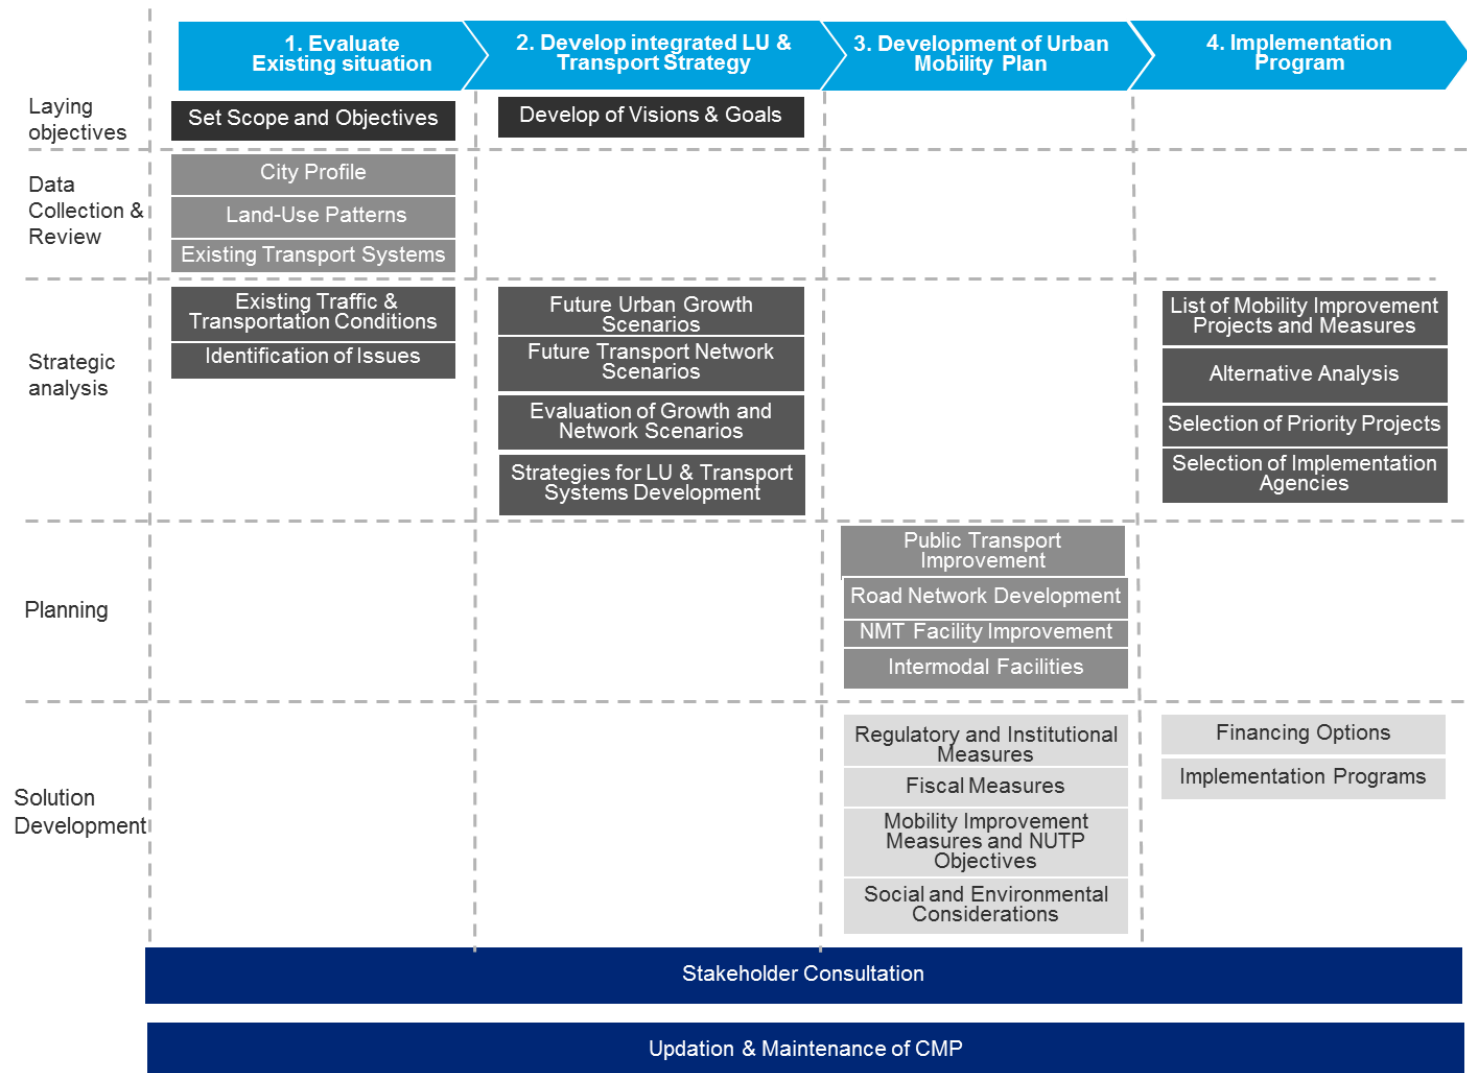 1. Evaluate
Existing situation
2. Develop integrated LU &
Transport Strategy
3. Development of Urban
Mobility Plan
4. Implementation
Program
Laying
objectives
Set Scope and Objectives
Develop of Visions & Goals
Data
Collection &
Review
City Profile
Land-Use Patterns
Existing Transport Systems
Strategic
analysis
Existing Traffic &
Transportation Conditions
Identification of Issues
Future Urban Growth
Scenarios
Future Transport Network
Scenarios
Evaluation of Growth and
Network Scenarios
Strategies for LU & Transport
Systems Development
List of Mobility Improvement
Projects and Measures
Alternative Analysis
Selection of Priority Projects
Selection of Implementation
Agencies
Planning
Public Transport
Improvement
Road Network Development
NMT Facility Improvement
Intermodal Facilities
Solution
Development
Regulatory and Institutional
Measures
Fiscal Measures
Mobility Improvement
Measures and NUTP
Objectives
Social and Environmental
Considerations
Financing Options
Implementation Programs
Stakeholder Consultation
Updation & Maintenance of CMP